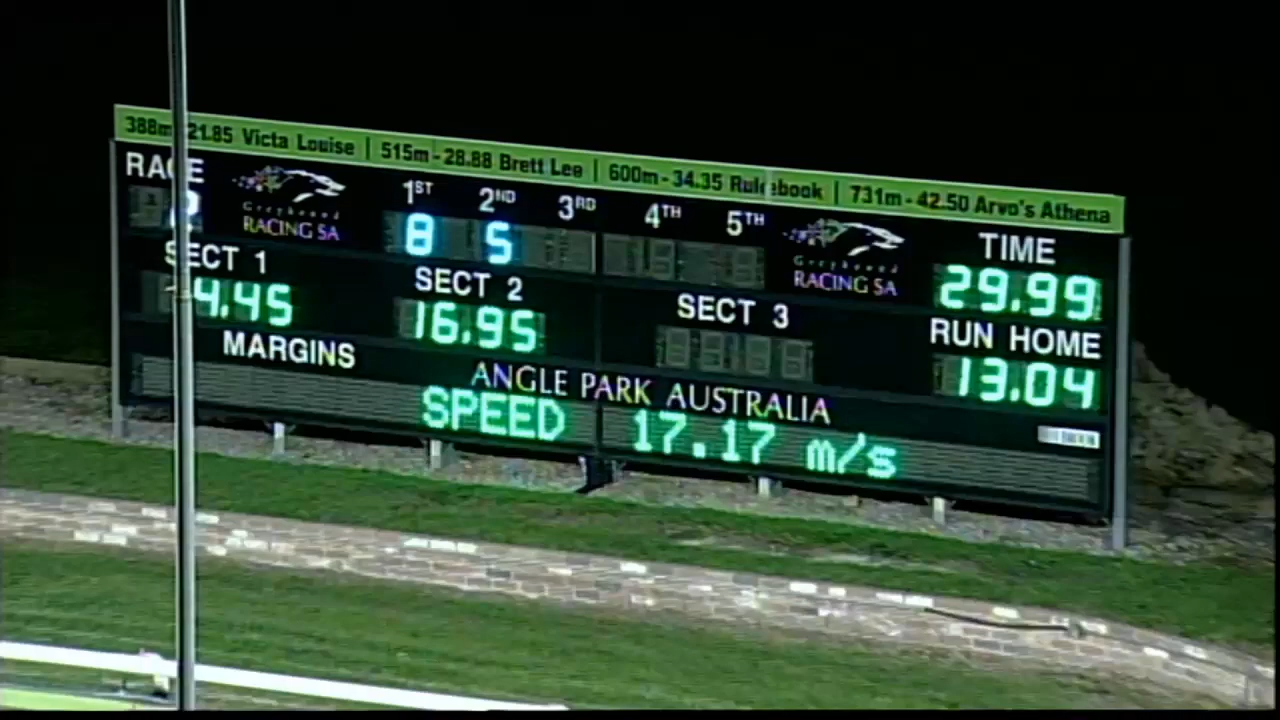 388m 21.85 Victa Louise | 515m - 28.88 Brett Lee | 600m - 34.35 Rulebook | 731m - 42.50 Arvo's Athena
RACE
Greyhound
RACING SA
1ST 2ND 3RD 4TH 5TH
8 5
Greyhound
RACING SA
TIME
29.99
SECT 1
4.45
SECT 2
16.95
SECT 3
RUN HOME
13.04
MARGINS
ANGLE PARK AUSTRALIA
SPEED 17.17 m/s